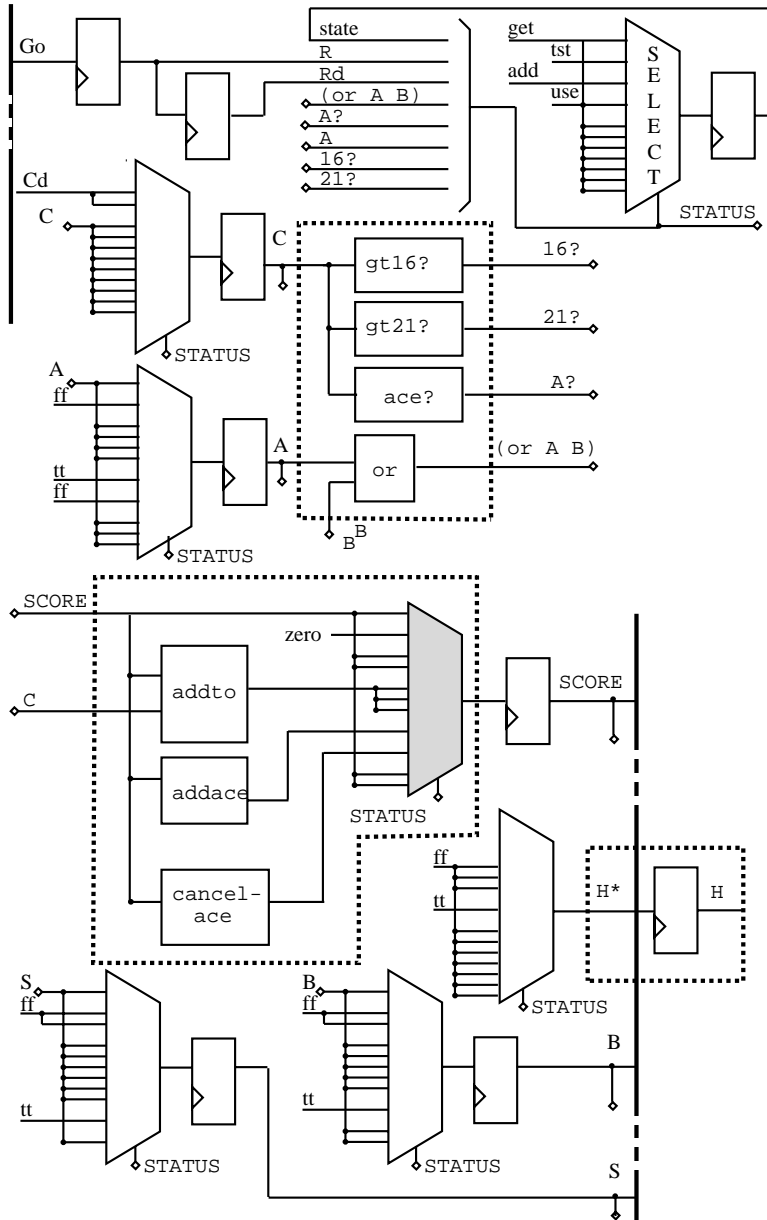 state
get
Go
R
tst
S
Rd
add
E
(or A B)
use
L
A?
E
A
C
16?
T
21?
Cd
STATUS
C
C
gt16?
16?
gt21?
21?
STATUS
A
ff
ace?
A?
A
(or A B)
or
tt
ff
B
B
STATUS
SCORE
zero
addto
SCORE
C
addace
STATUS
ff
cancel-
ace
H*
H
tt
S
B
ff
ff
STATUS
B
tt
tt
STATUS
STATUS
S